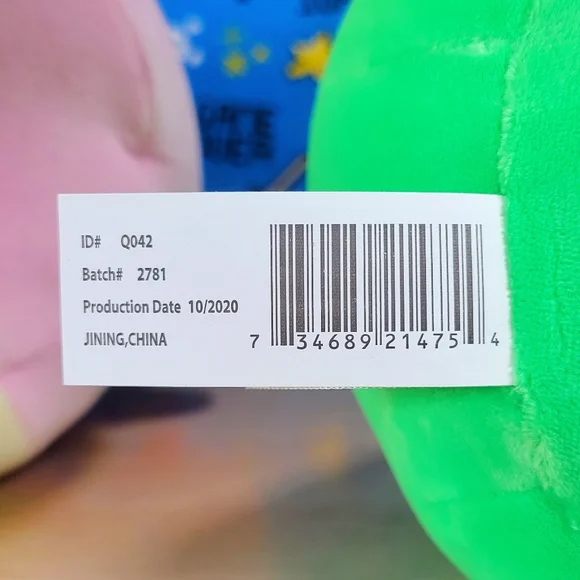 ID# Q042
Batch# 2781
Production Date 10/2020
JINING,CHINA
7 34689 21475 4